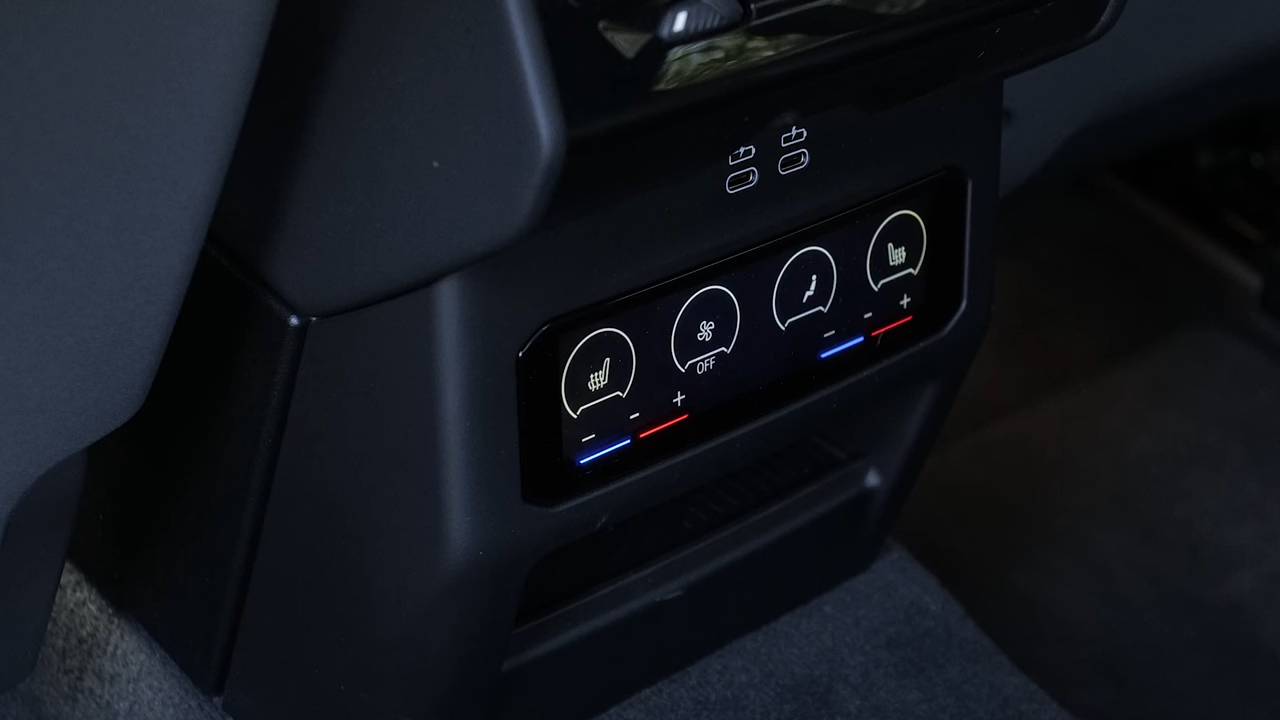 OFF
- - +
- - +